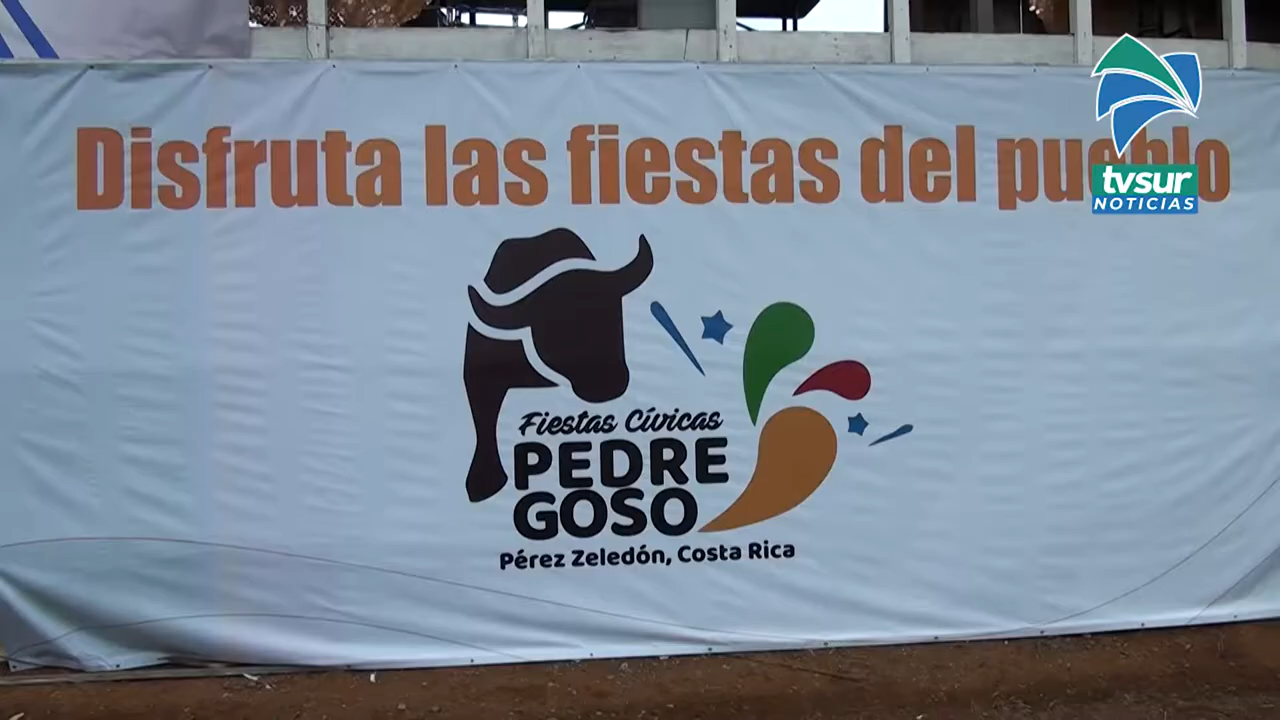 Disfruta las fiestas del pueblo
tvsur
NOTICIAS
Fiestas Cívicas
PEDRE
GOSO
Pérez Zeledón, Costa Rica